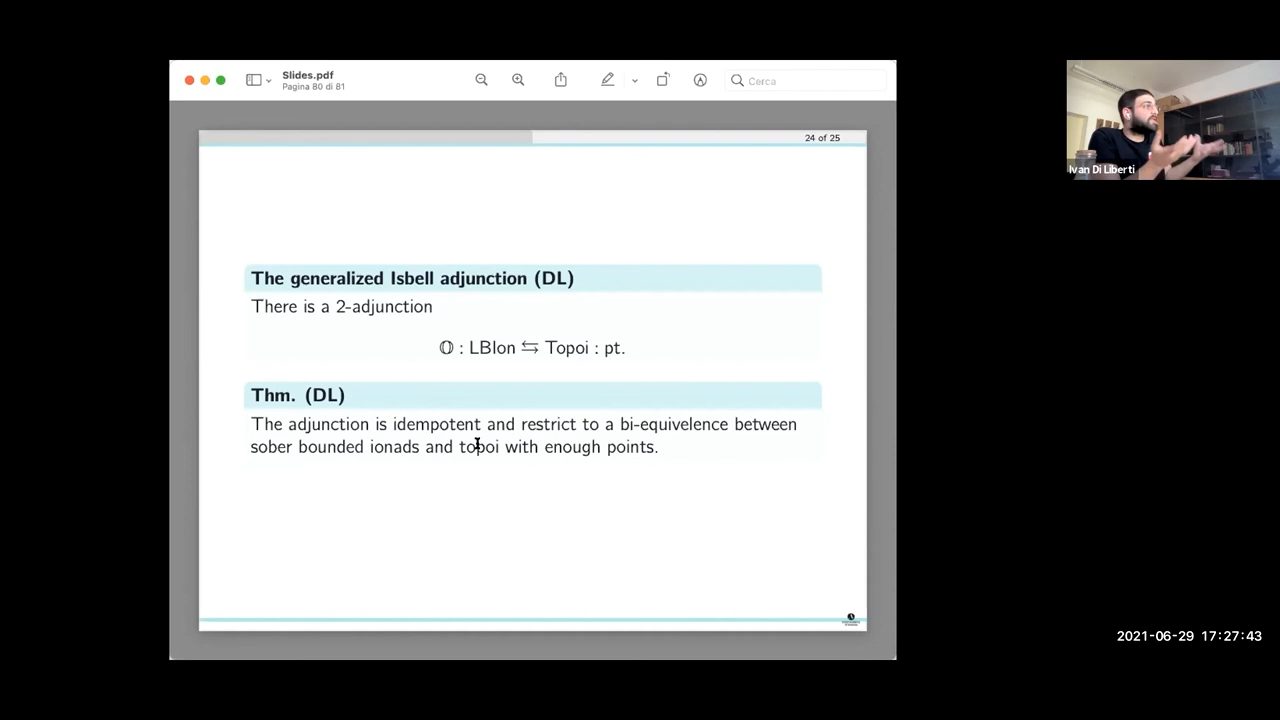 Slides.pdf
Pagina 80 di 81
Cerca
24 of 25
The generalized Isbell adjunction (DL)
There is a 2-adjunction
𝕆 : LBIon ⇆ Topoi : pt.
Thm. (DL)
The adjunction is idempotent and restrict to a bi-equivelence between
sober bounded ionads and topoi with enough points.
Ivan Di Liberti
2021-06-29 17:27:43